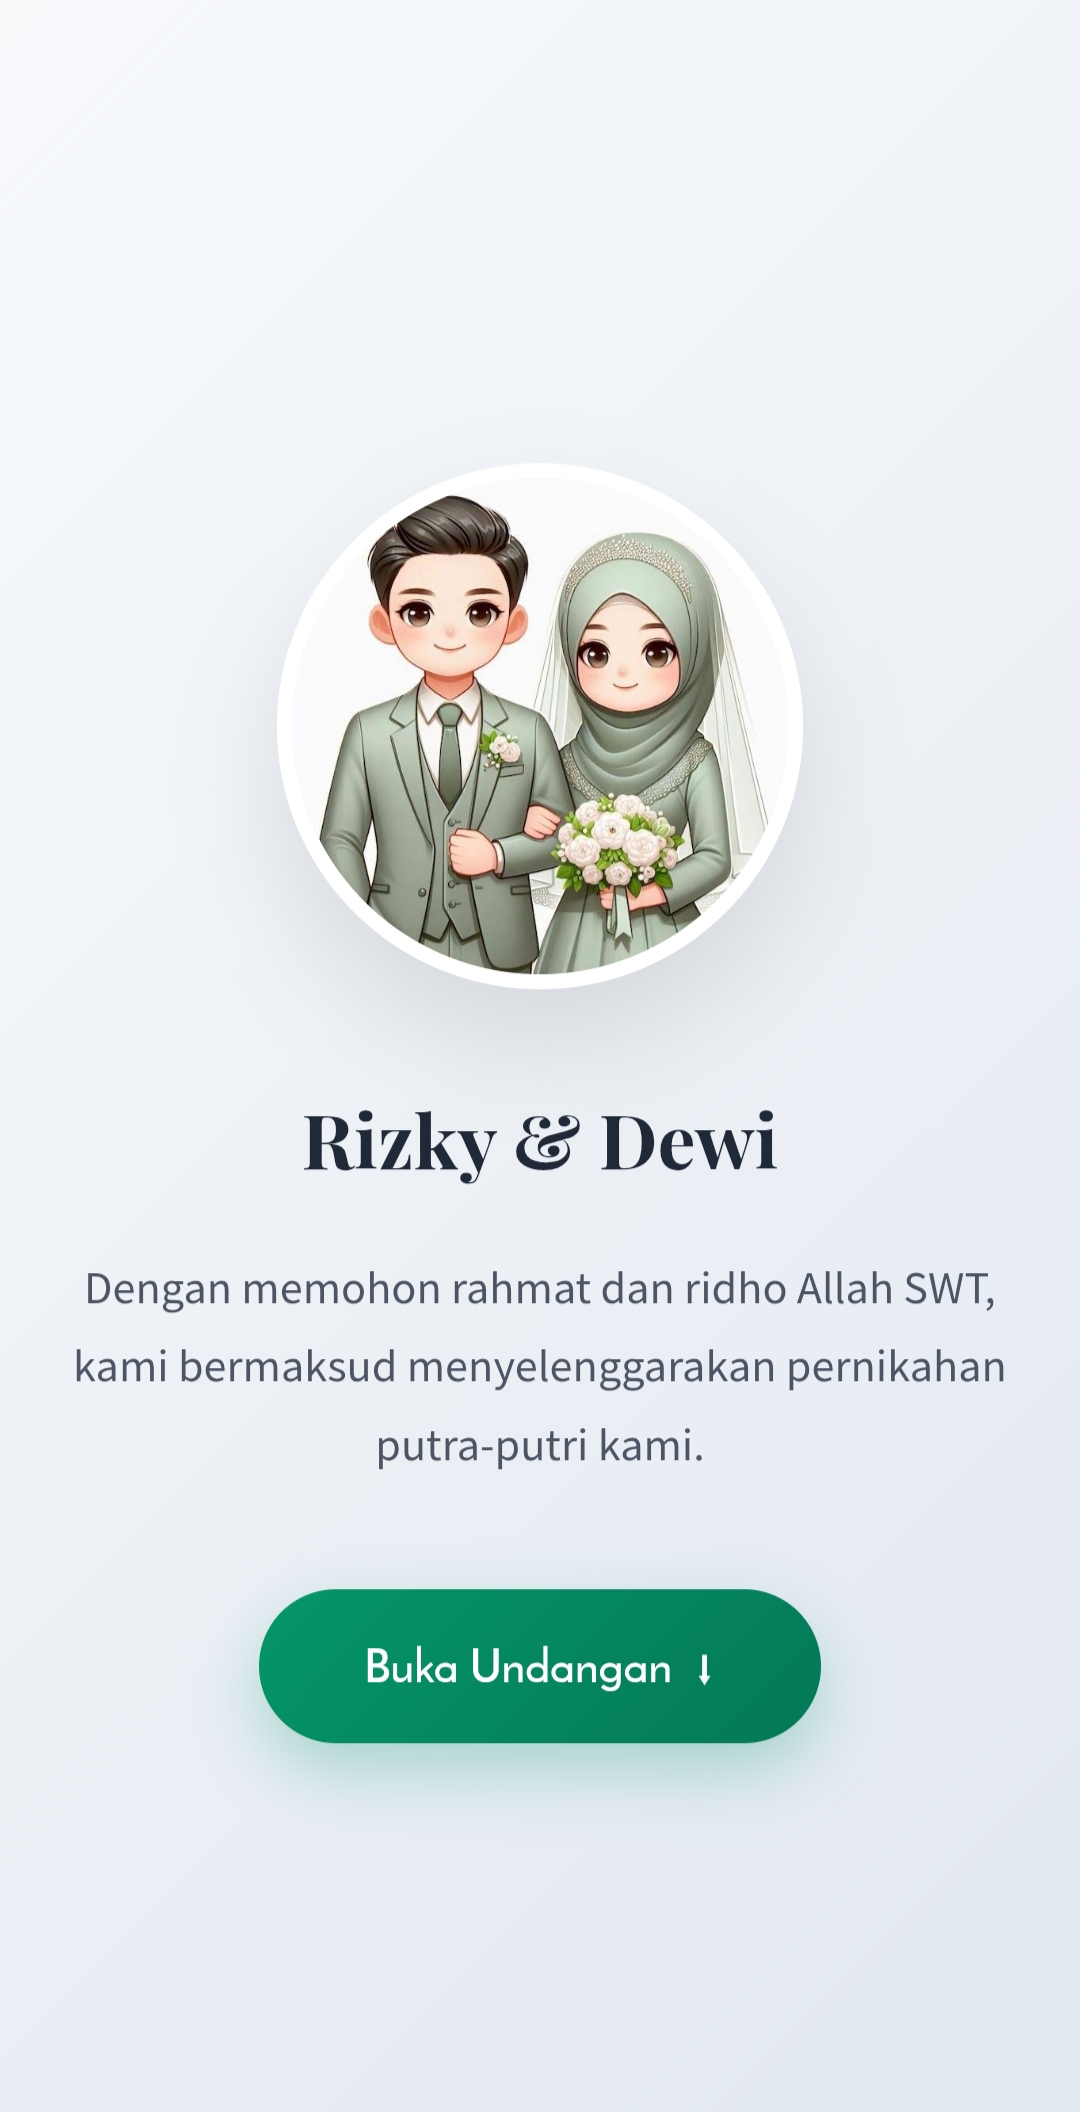 Rizky & Dewi
Dengan memohon rahmat dan ridho Allah SWT,
kami bermaksud menyelenggarakan pernikahan
putra-putri kami.
Buka Undangan ↓